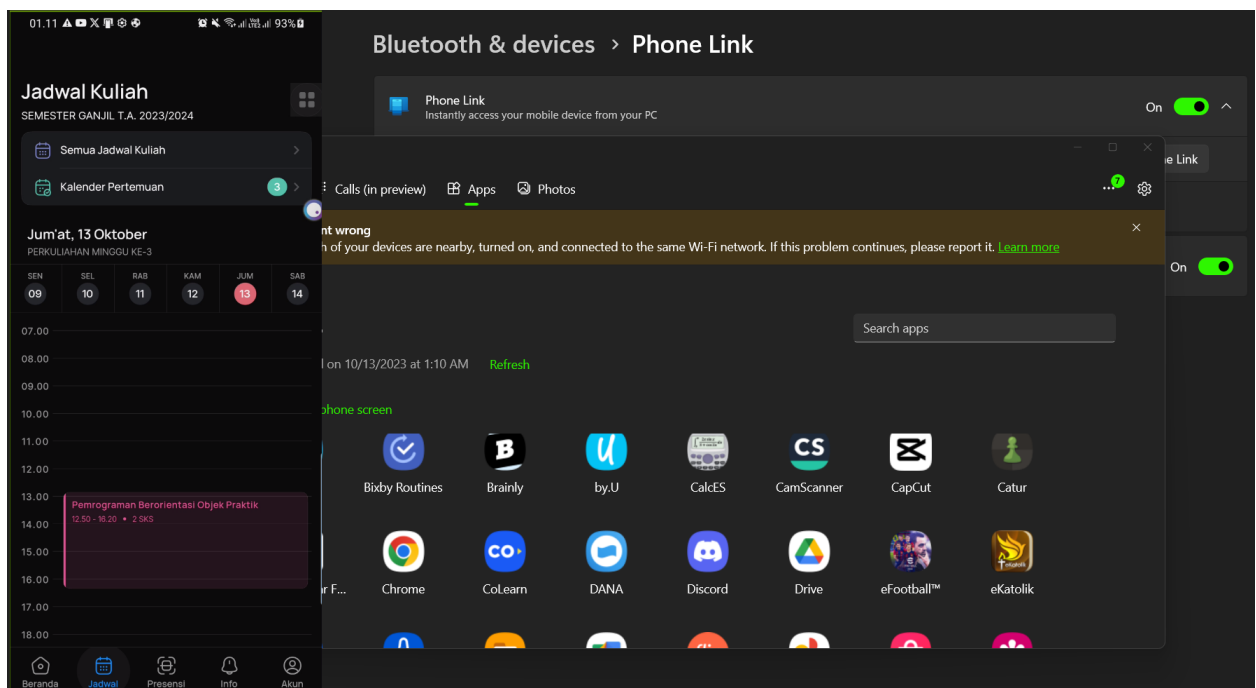 01.11
93%
Jadwal Kuliah
SEMESTER GANJIL T.A. 2023/2024
Semua Jadwal Kuliah
Kalender Pertemuan 3
Jum'at, 13 Oktober
PERKULIAHAN MINGGU KE-3
SEN SEL RAB KAM JUM SAB
09 10 11 12 13 14
07.00
08.00
09.00
10.00
11.00
12.00
13.00
Pemrograman Berorientasi Objek Praktik
12.50 - 16.20 • 2 SKS
14.00
15.00
16.00
17.00
18.00
Beranda Jadwal Presensi Info Akun
Bluetooth & devices > Phone Link
Phone Link
Instantly access your mobile device from your PC
On
e Link
Calls (in preview) Apps Photos
7
nt wrong
h of your devices are nearby, turned on, and connected to the same Wi-Fi network. If this problem continues, please report it. Learn more
On
Search apps
on 10/13/2023 at 1:10 AM Refresh
phone screen
B
CS
Bixby Routines Brainly by.U CalcES CamScanner CapCut Catur
CO
eKatolik
r F... Chrome CoLearn DANA Discord Drive eFootball™ eKatolik